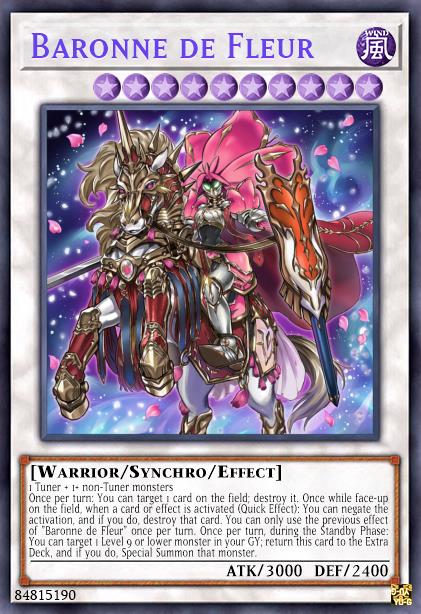 BARONNE DE FLEUR
WIND
風
[WARRIOR/SYNCHRO/EFFECT]
1 Tuner + 1+ non-Tuner monsters
Once per turn: You can target 1 card on the field; destroy it. Once while face-up
on the field, when a card or effect is activated (Quick Effect): You can negate the
activation, and if you do, destroy that card. You can only use the previous effect
of "Baronne de Fleur" once per turn. Once per turn, during the Standby Phase:
You can target 1 Level 9 or lower monster in your GY; return this card to the Extra
Deck, and if you do, Special Summon that monster.
ATK/3000 DEF/2400
84815190